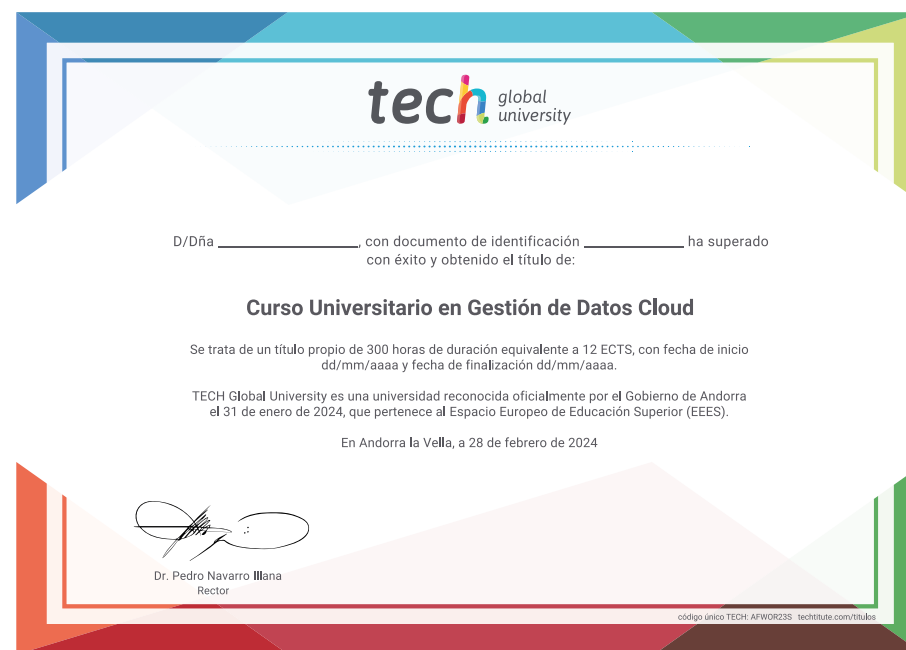 tech global university
D/Dña ____________, con documento de identificación ____________ ha superado
con éxito y obtenido el título de:
Curso Universitario en Gestión de Datos Cloud
Se trata de un título propio de 300 horas de duración equivalente a 12 ECTS, con fecha de inicio
dd/mm/aaaa y fecha de finalización dd/mm/aaaa.
TECH Global University es una universidad reconocida oficialmente por el Gobierno de Andorra
el 31 de enero de 2024, que pertenece al Espacio Europeo de Educación Superior (EEES).
En Andorra la Vella, a 28 de febrero de 2024
Dr. Pedro Navarro Illana
Rector
código único TECH: AFWOR23S techtitute.com/titulos